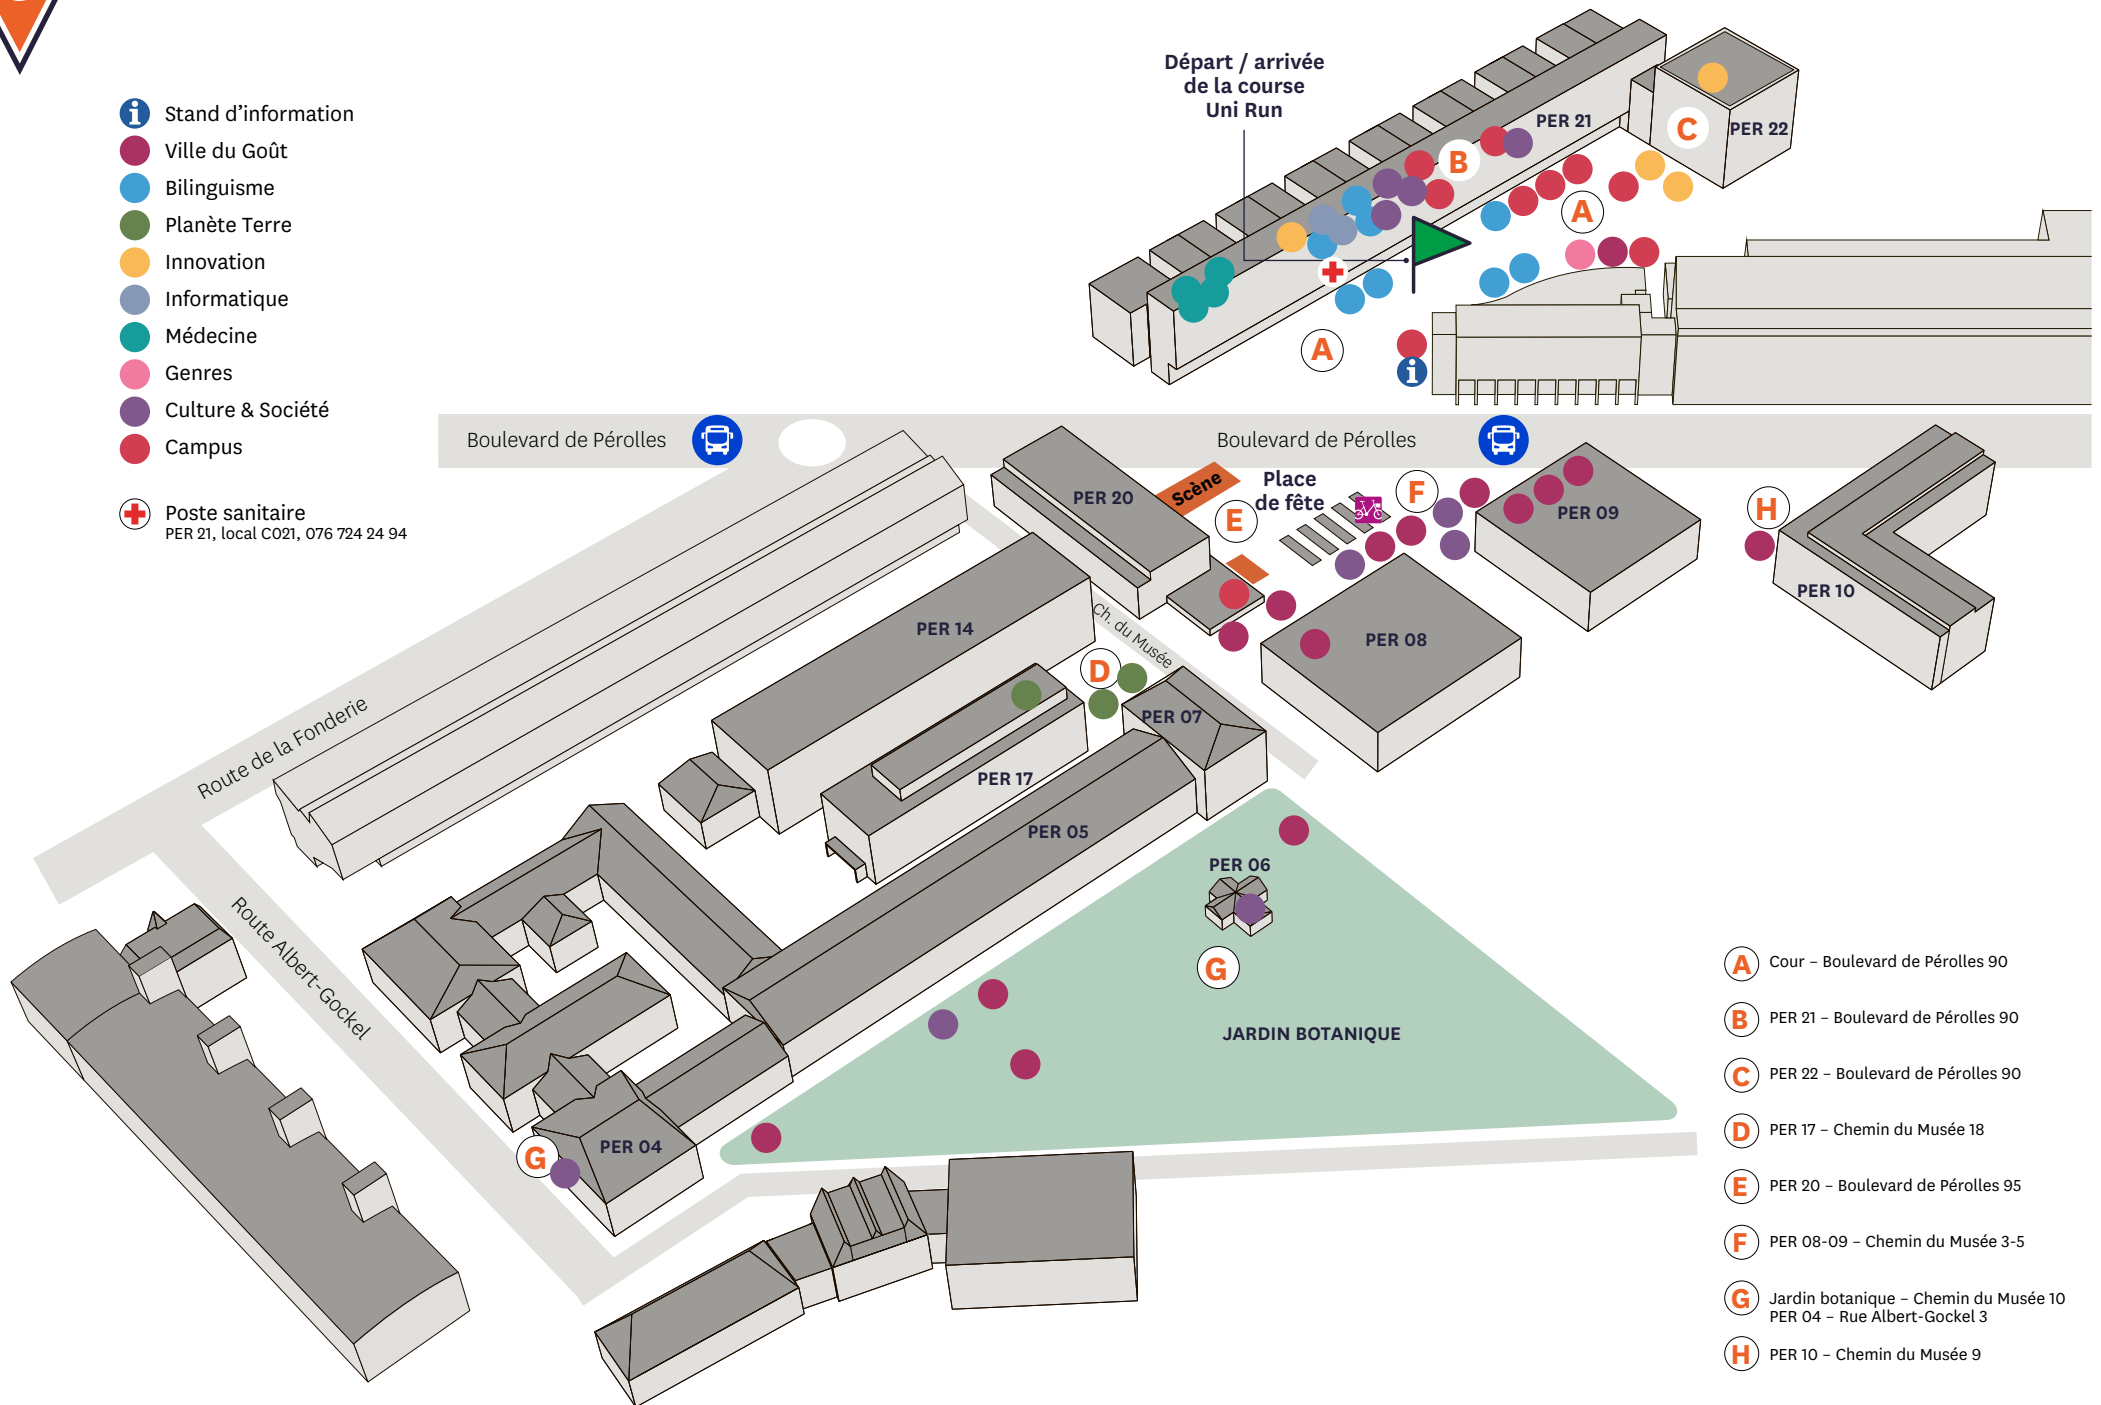 Stand d’information
Ville du Goût
Bilinguisme
Planète Terre
Innovation
Informatique
Médecine
Genres
Culture & Société
Campus
Poste sanitaire
PER 21, local C021, 076 724 24 94
Départ / arrivée
de la course
Uni Run
PER 21
PER 22
C
B
A
A
i
Boulevard de Pérolles
Boulevard de Pérolles
PER 20
Scène
Place
de fête
E
F
PER 09
H
PER 10
PER 14
Ch. du Musée
PER 08
D
PER 07
PER 17
Route de la Fonderie
PER 05
PER 06
G
Route Albert-Gockel
JARDIN BOTANIQUE
G
PER 04
A Cour – Boulevard de Pérolles 90
B PER 21 – Boulevard de Pérolles 90
C PER 22 – Boulevard de Pérolles 90
D PER 17 – Chemin du Musée 18
E PER 20 – Boulevard de Pérolles 95
F PER 08-09 – Chemin du Musée 3-5
G Jardin botanique – Chemin du Musée 10
PER 04 – Rue Albert-Gockel 3
H PER 10 – Chemin du Musée 9